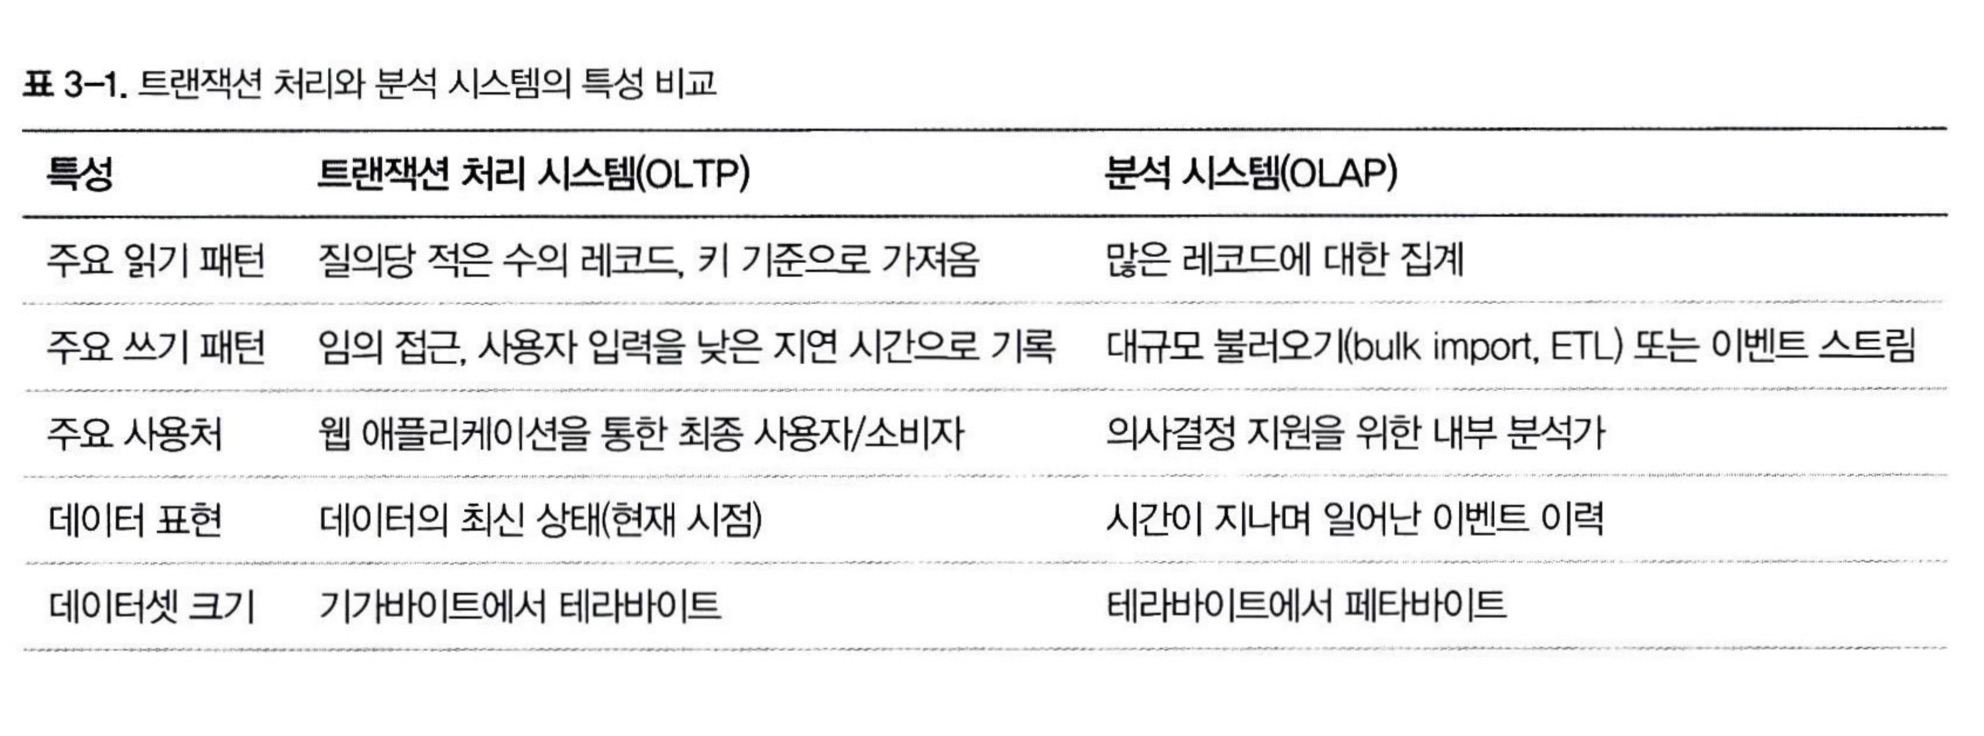 표 3-1. 트랜잭션 처리와 분석 시스템의 특성 비교
특성 트랜잭션 처리 시스템(OLTP) 분석 시스템(OLAP)
주요 읽기 패턴 질의당 적은 수의 레코드, 키 기준으로 가져옴 많은 레코드에 대한 집계
주요 쓰기 패턴 임의 접근, 사용자 입력을 낮은 지연 시간으로 기록 대규모 불러오기(bulk import, ETL) 또는 이벤트 스트림
주요 사용처 웹 애플리케이션을 통한 최종 사용자/소비자 의사결정 지원을 위한 내부 분석가
데이터 표현 데이터의 최신 상태(현재 시점) 시간이 지나며 일어난 이벤트 이력
데이터셋 크기 기가바이트에서 테라바이트 테라바이트에서 페타바이트